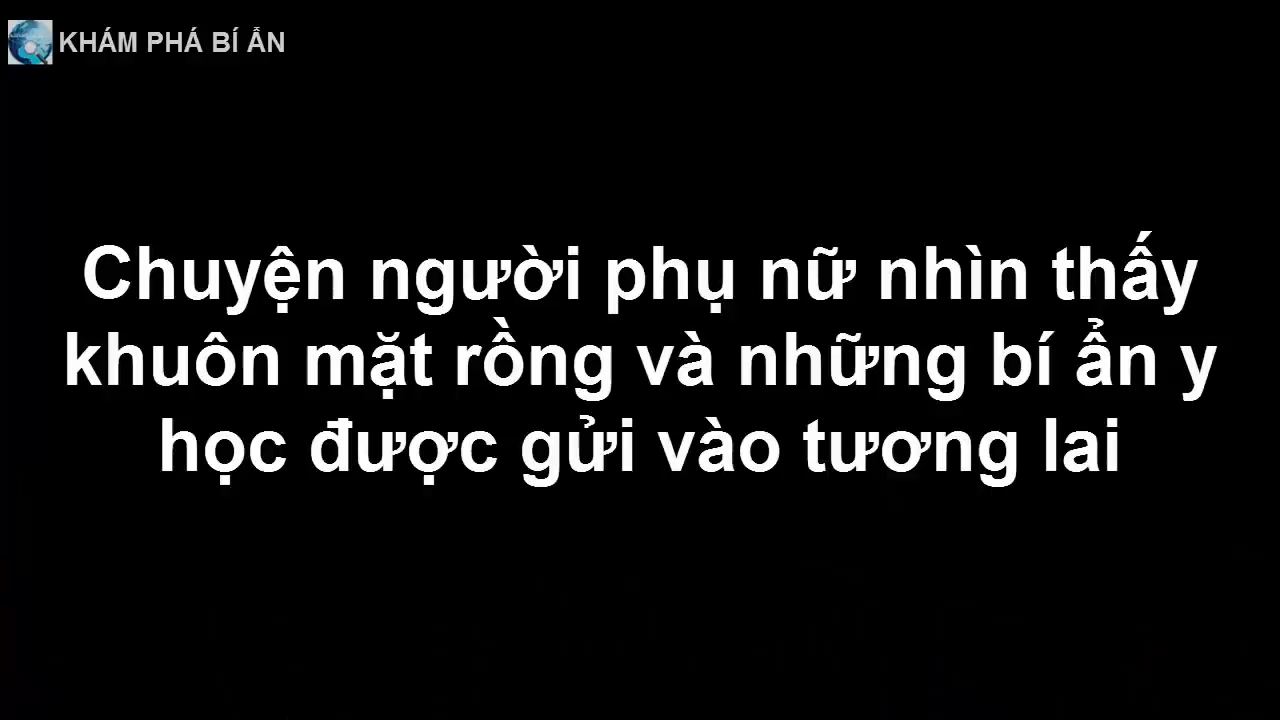 KHÁM PHÁ BÍ ẨN
Chuyện người phụ nữ nhìn thấy
khuôn mặt rồng và những bí ẩn y
học được gửi vào tương lai